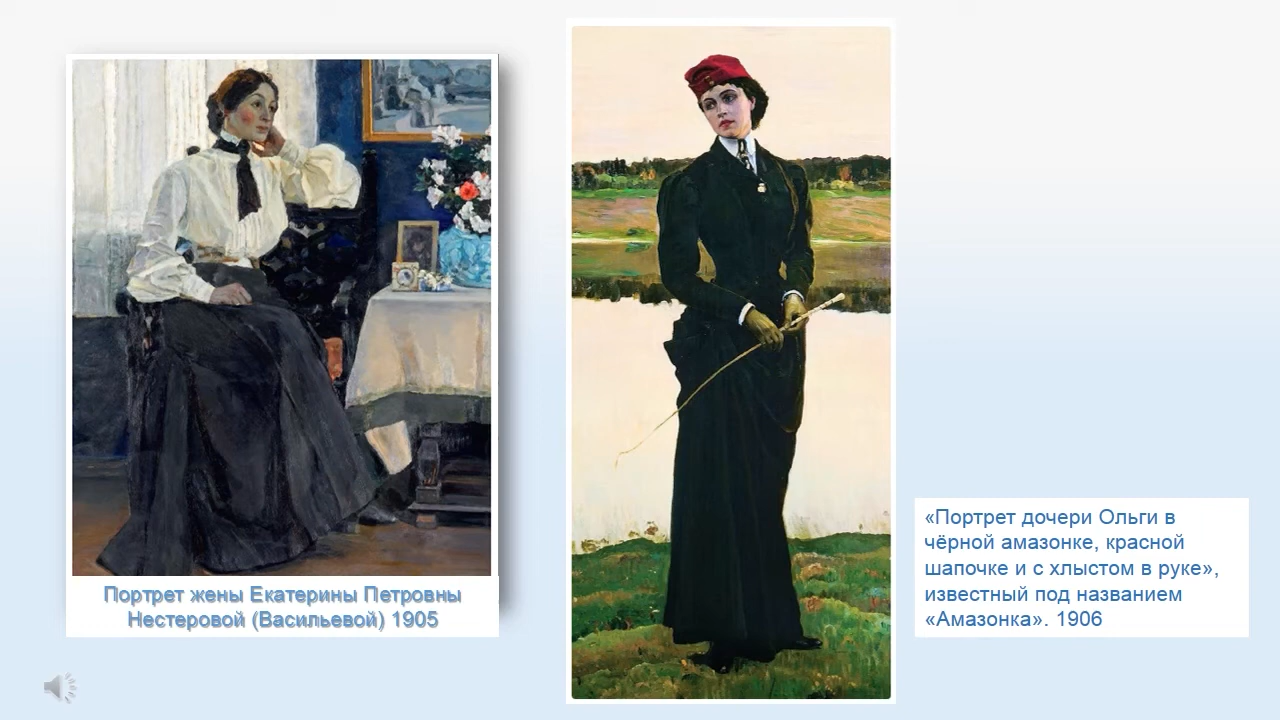 Портрет жены Екатерины Петровны
Нестеровой (Васильевой) 1905
«Портрет дочери Ольги в
чёрной амазонке, красной
шапочке и с хлыстом в руке»,
известный под названием
«Амазонка». 1906